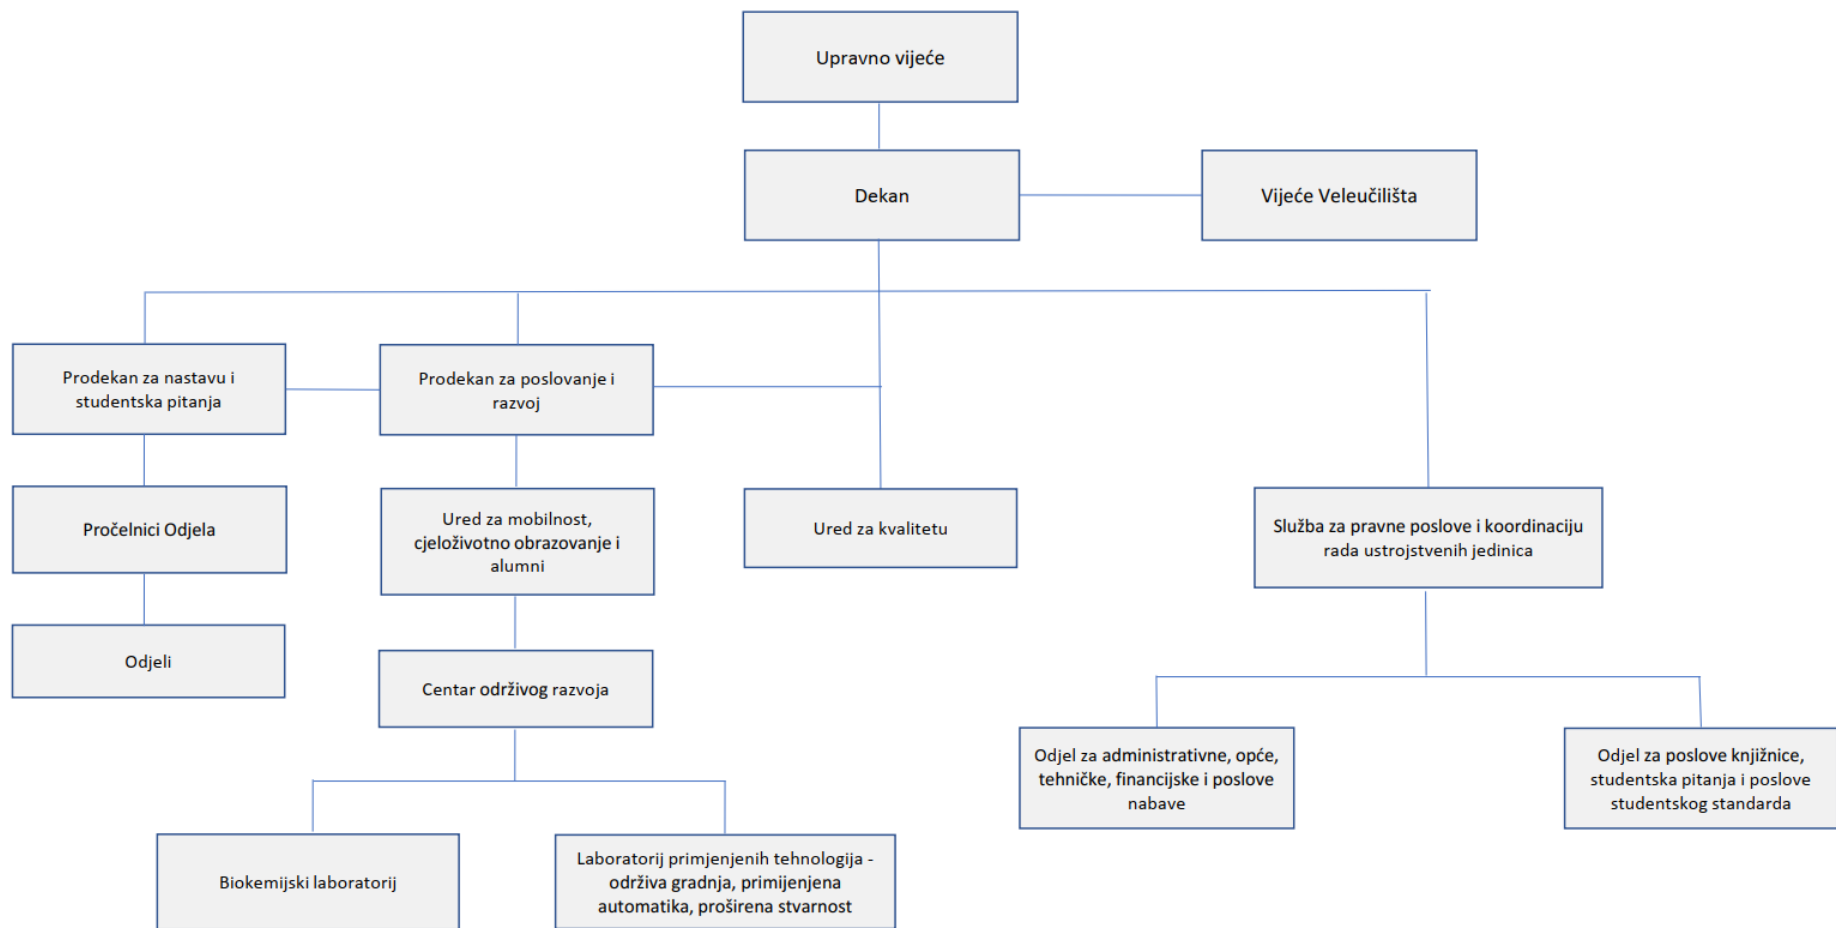 Upravno vijeće
Dekan
Vijeće Veleučilišta
Prodekan za nastavu i
studentska pitanja
Prodekan za poslovanje i
razvoj
Pročelnici Odjela
Ured za mobilnost,
cjeloživotno obrazovanje i
alumni
Ured za kvalitetu
Služba za pravne poslove i koordinaciju
rada ustrojstvenih jedinica
Odjeli
Centar održivog razvoja
Odjel za administrativne, opće,
tehničke, financijske i poslove
nabave
Odjel za poslove knjižnice,
studentska pitanja i poslove
studentskog standarda
Biokemijski laboratorij
Laboratorij primjenjenih tehnologija -
održiva gradnja, primijenjena
automatika, proširena stvarnost